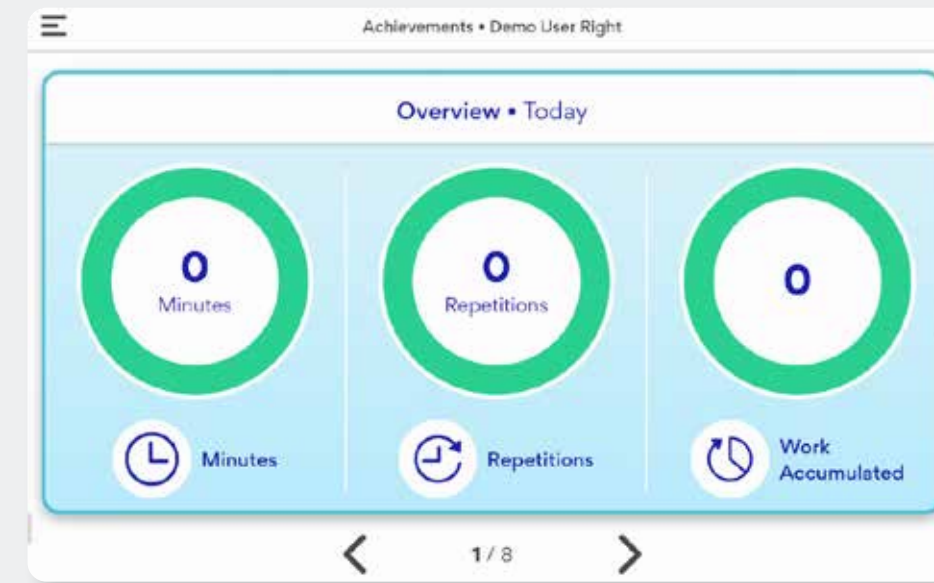 Achievements • Demo User Right
Overview • Today
0
Minutes
0
Repetitions
0
Minutes
Repetitions
Work
Accumulated
1 / 8